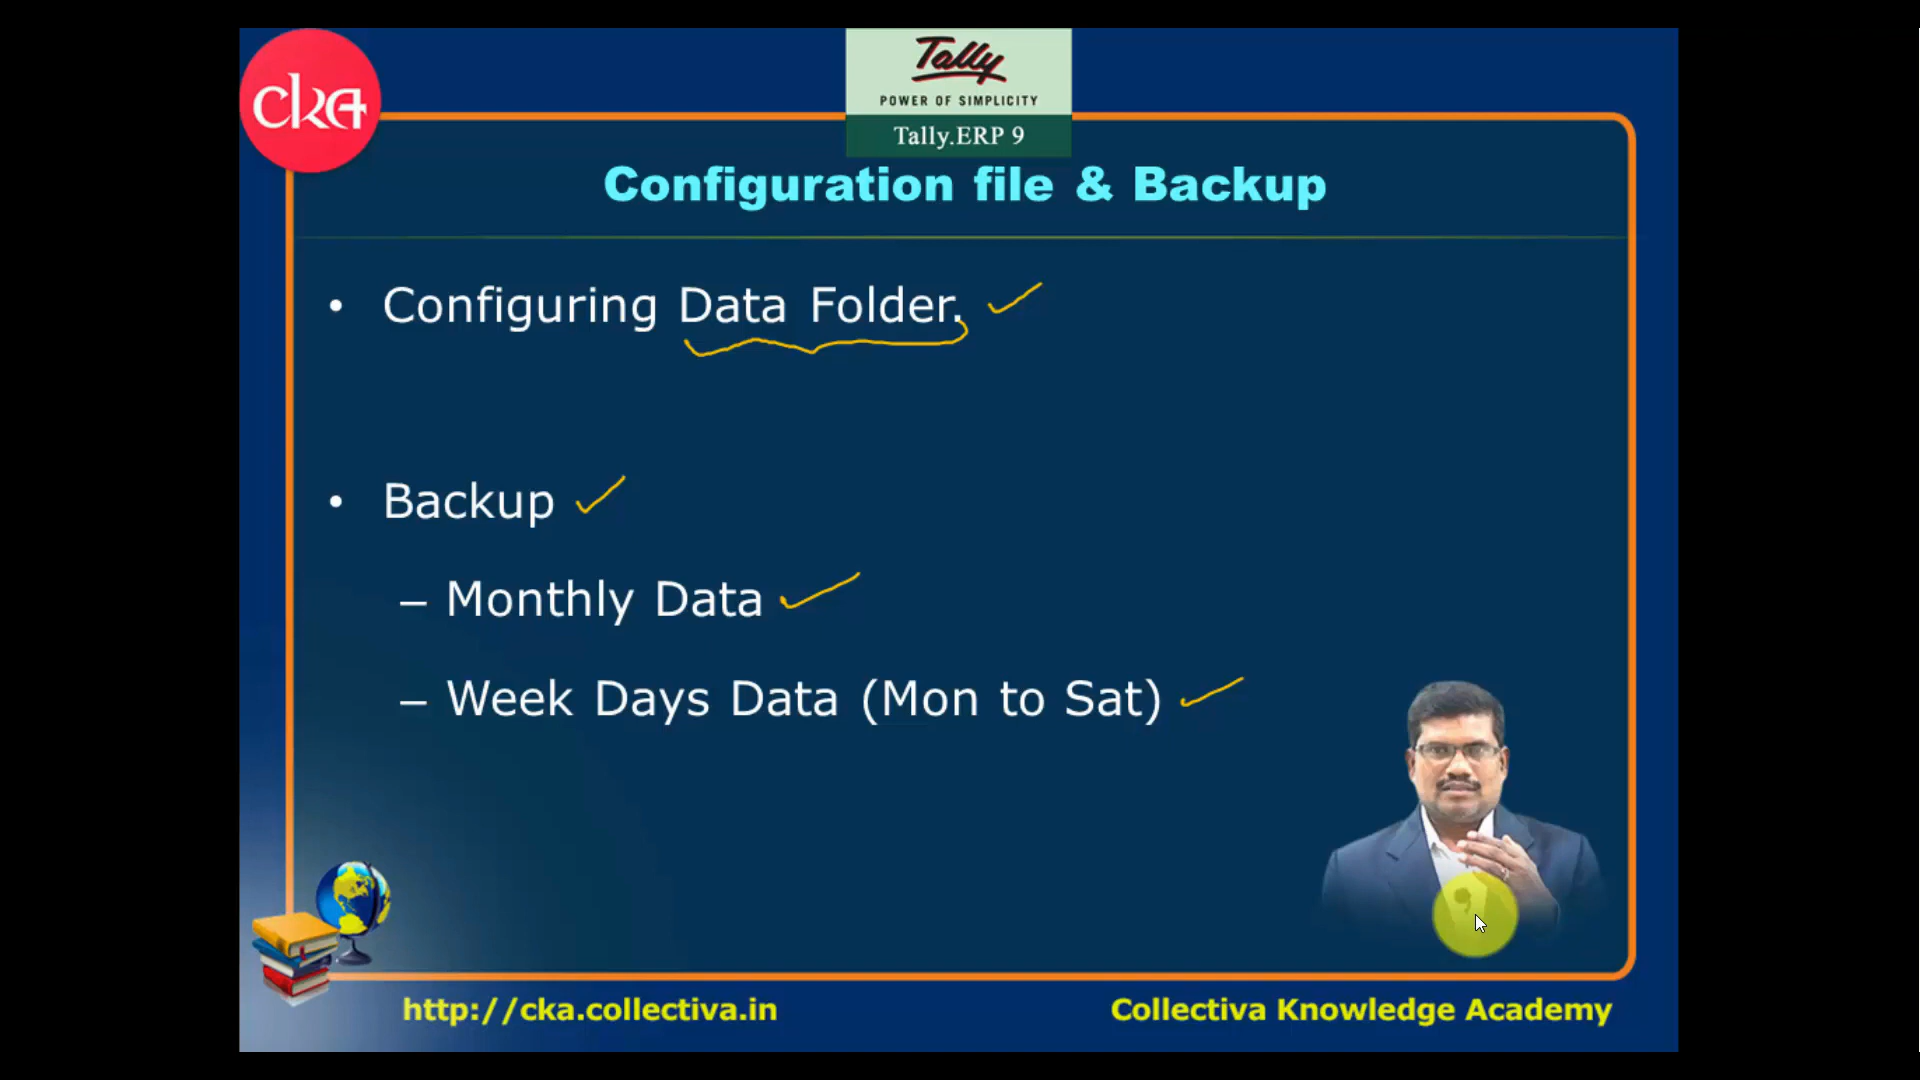 cka
Tally
POWER OF SIMPLICITY
Tally.ERP 9
Configuration file & Backup
• Configuring Data Folder.
• Backup
– Monthly Data
– Week Days Data (Mon to Sat)
http://cka.collectiva.in
Collectiva Knowledge Academy